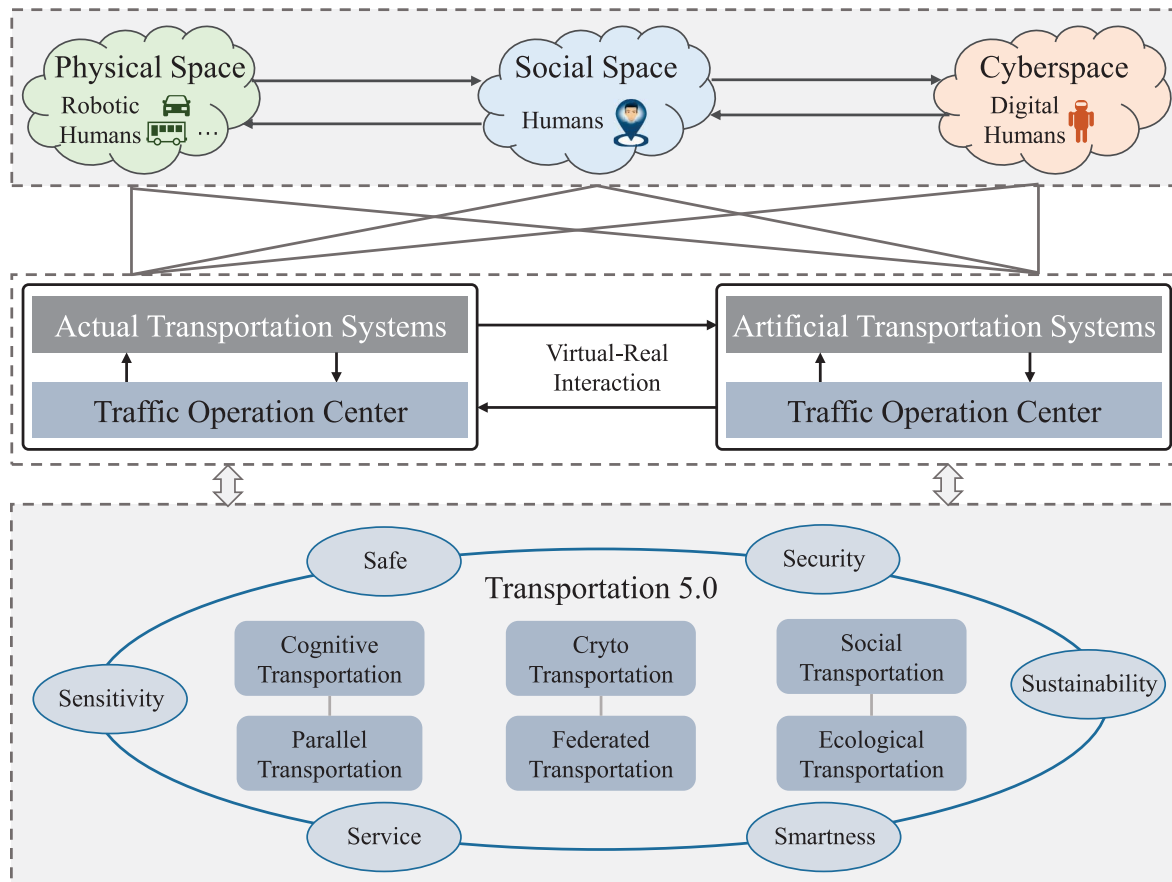 Physical Space
Robotic
Humans
...
Social Space
Humans
Cyberspace
Digital
Humans
Actual Transportation Systems
Traffic Operation Center
Virtual-Real
Interaction
Artificial Transportation Systems
Traffic Operation Center
Safe
Security
Transportation 5.0
Cognitive
Transportation
Cryto
Transportation
Social
Transportation
Sensitivity
Sustainability
Parallel
Transportation
Federated
Transportation
Ecological
Transportation
Service
Smartness